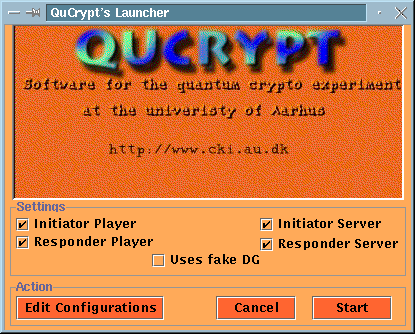 QuCrypt's Launcher
QUCRYPT
Software for the quantum crypto experiment
at the univeristy of Aarhus
http://www.cki.au.dk
Settings
Initiator Player
Initiator Server
Responder Player
Responder Server
Uses fake DG
Action
Edit Configurations
Cancel
Start